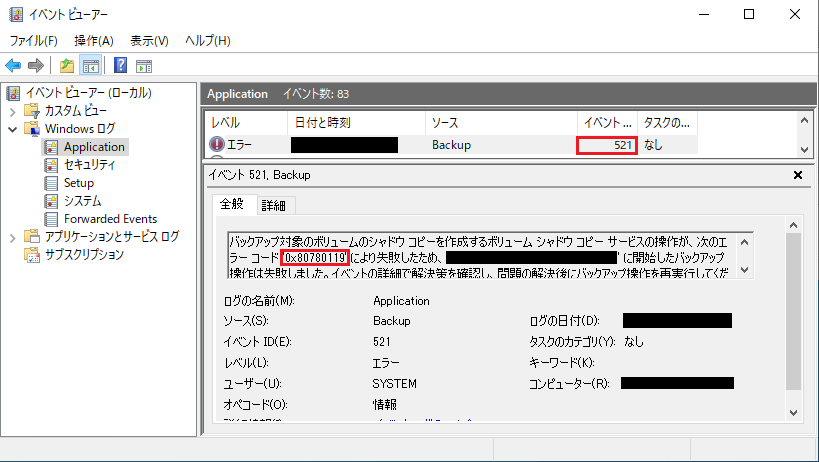 イベント ビューアー
ファイル(F) 操作(A) 表示(V) ヘルプ(H)
イベント ビューアー (ローカル)
カスタム ビュー
Windows ログ
Application
セキュリティ
Setup
システム
Forwarded Events
アプリケーションとサービス ログ
サブスクリプション
Application イベント数: 83
レベル 日付と時刻 ソース イベント ... タスクの...
エラー Backup 521 なし
イベント 521, Backup
全般 詳細
バックアップ対象のボリュームのシャドウ コピーを作成するボリューム シャドウ コピー サービスの操作が、次のエ
ラー コード '0x80780119' により失敗したため、 ' に開始したバックアップ
操作は失敗しました。イベントの詳細で解決策を確認し、問題の解決後にバックアップ操作を再実行してくだ
ログの名前(M): Application
ソース(S): Backup ログの日付(D):
イベント ID(E): 521 タスクのカテゴリ(Y): なし
レベル(L): エラー キーワード(K):
ユーザー(U): SYSTEM コンピューター(R):
オペコード(O): 情報